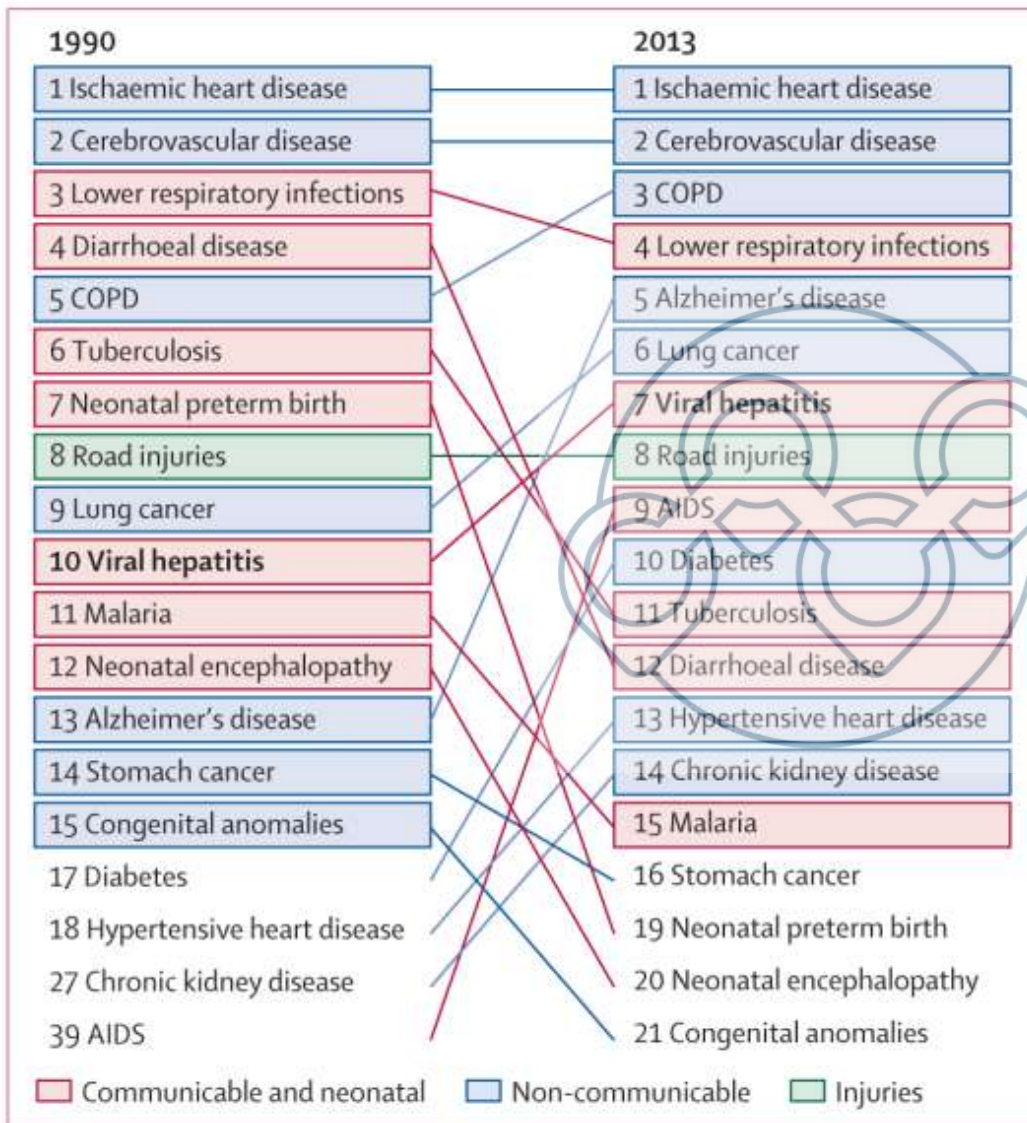 1990
1 Ischaemic heart disease
2 Cerebrovascular disease
3 Lower respiratory infections
4 Diarrhoeal disease
5 COPD
6 Tuberculosis
7 Neonatal preterm birth
8 Road injuries
9 Lung cancer
10 Viral hepatitis
11 Malaria
12 Neonatal encephalopathy
13 Alzheimer's disease
14 Stomach cancer
15 Congenital anomalies
17 Diabetes
18 Hypertensive heart disease
27 Chronic kidney disease
39 AIDS
2013
1 Ischaemic heart disease
2 Cerebrovascular disease
3 COPD
4 Lower respiratory infections
5 Alzheimer's disease
6 Lung cancer
7 Viral hepatitis
8 Road injuries
9 AIDS
10 Diabetes
11 Tuberculosis
12 Diarrhoeal disease
13 Hypertensive heart disease
14 Chronic kidney disease
15 Malaria
16 Stomach cancer
19 Neonatal preterm birth
20 Neonatal encephalopathy
21 Congenital anomalies
Communicable and neonatal
Non-communicable
Injuries